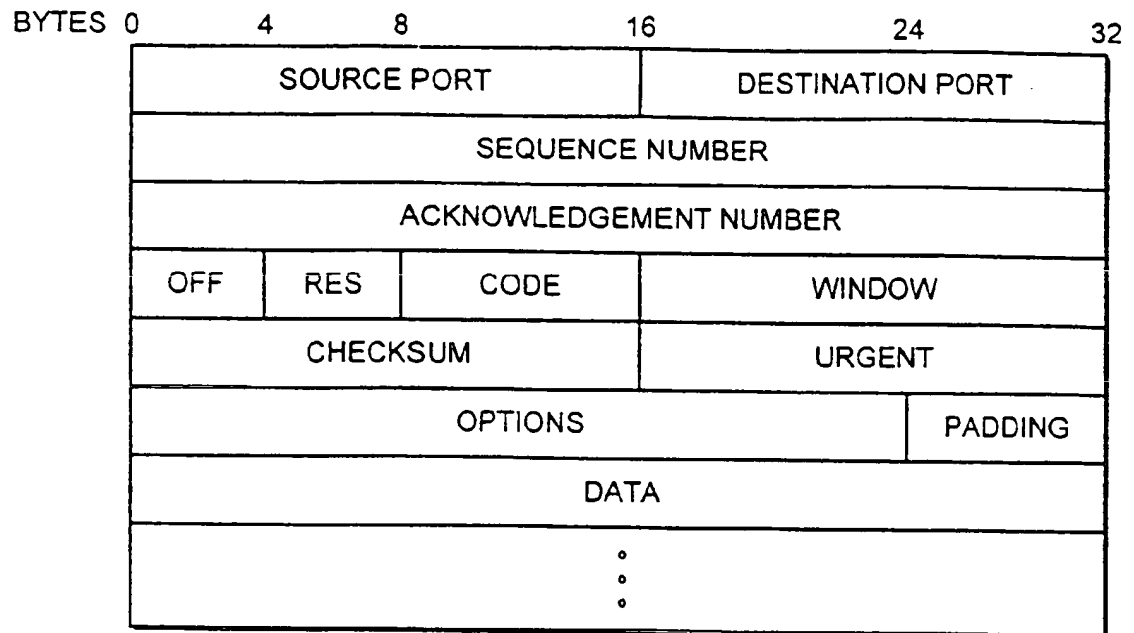 BYTES 0 4 8 16 24 32
SOURCE PORT DESTINATION PORT
SEQUENCE NUMBER
ACKNOWLEDGEMENT NUMBER
OFF RES CODE WINDOW
CHECKSUM URGENT
OPTIONS PADDING
DATA